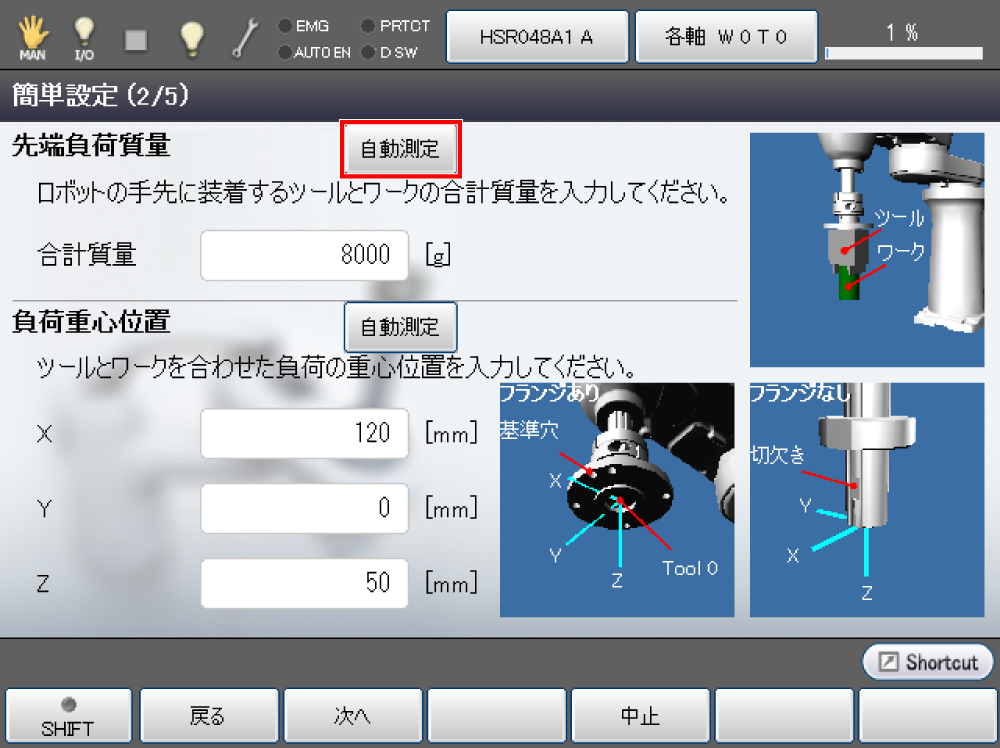 MAN
I/O
EMG
PRTCT
AUTO EN
D SW
HSR048A1 A
各軸 W 0 T 0
1 %
簡単設定 (2/5)
先端負荷質量
自動測定
ロボットの手先に装着するツールとワークの合計質量を入力してください。
合計質量
8000
[g]
ツール
ワーク
負荷重心位置
自動測定
ツールとワークを合わせた負荷の重心位置を入力してください。
X
120
[mm]
Y
0
[mm]
Z
50
[mm]
フランジあり
基準穴
X
Y
Z
Tool 0
フランジなし
切欠き
Y
X
Z
Shortcut
SHIFT
戻る
次へ
中止